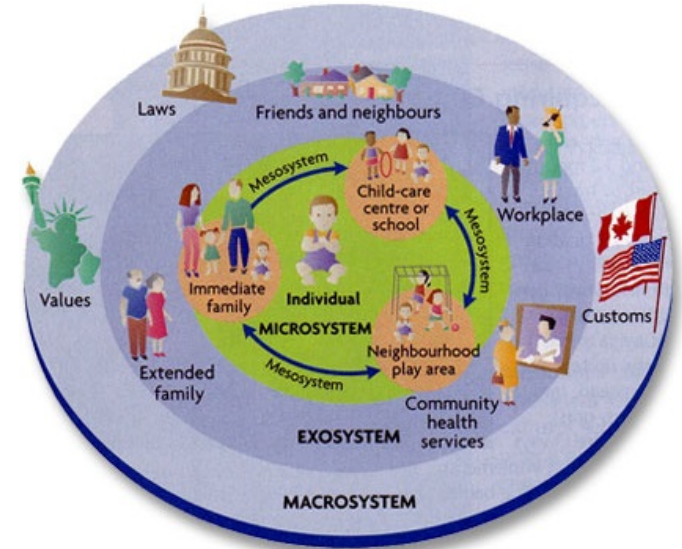 Laws
Friends and neighbours
Mesosystem
Child-care
centre or
school
Workplace
Mesosystem
Values
Immediate
family
Individual
MICROSYSTEM
Customs
Neighbourhood
play area
Mesosystem
Extended
family
Community
health
services
EXOSYSTEM
MACROSYSTEM